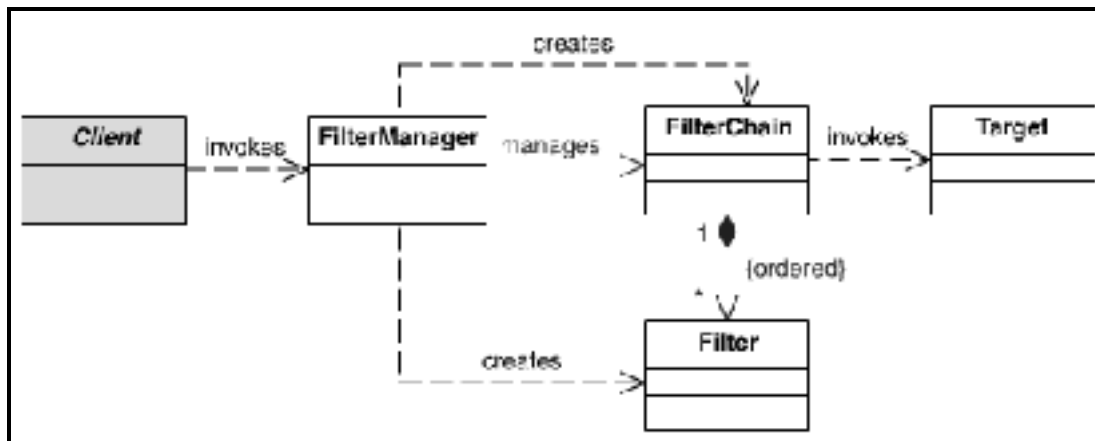 creates
Client
invokes
FilterManager
manages
FilterChain
invokes
Target
1
{ordered}
*
Filter
creates